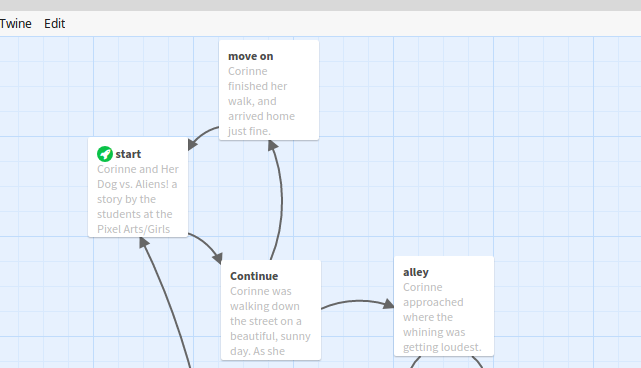 Twine Edit
move on
Corinne
finished her
walk, and
arrived home
just fine.
start
Corinne and Her
Dog vs. Aliens! a
story by the
students at the
Pixel Arts/Girls
Continue
Corinne was
walking down
the street on a
beautiful, sunny
day. As she
alley
Corinne
approached
where the
whining was
getting loudest.